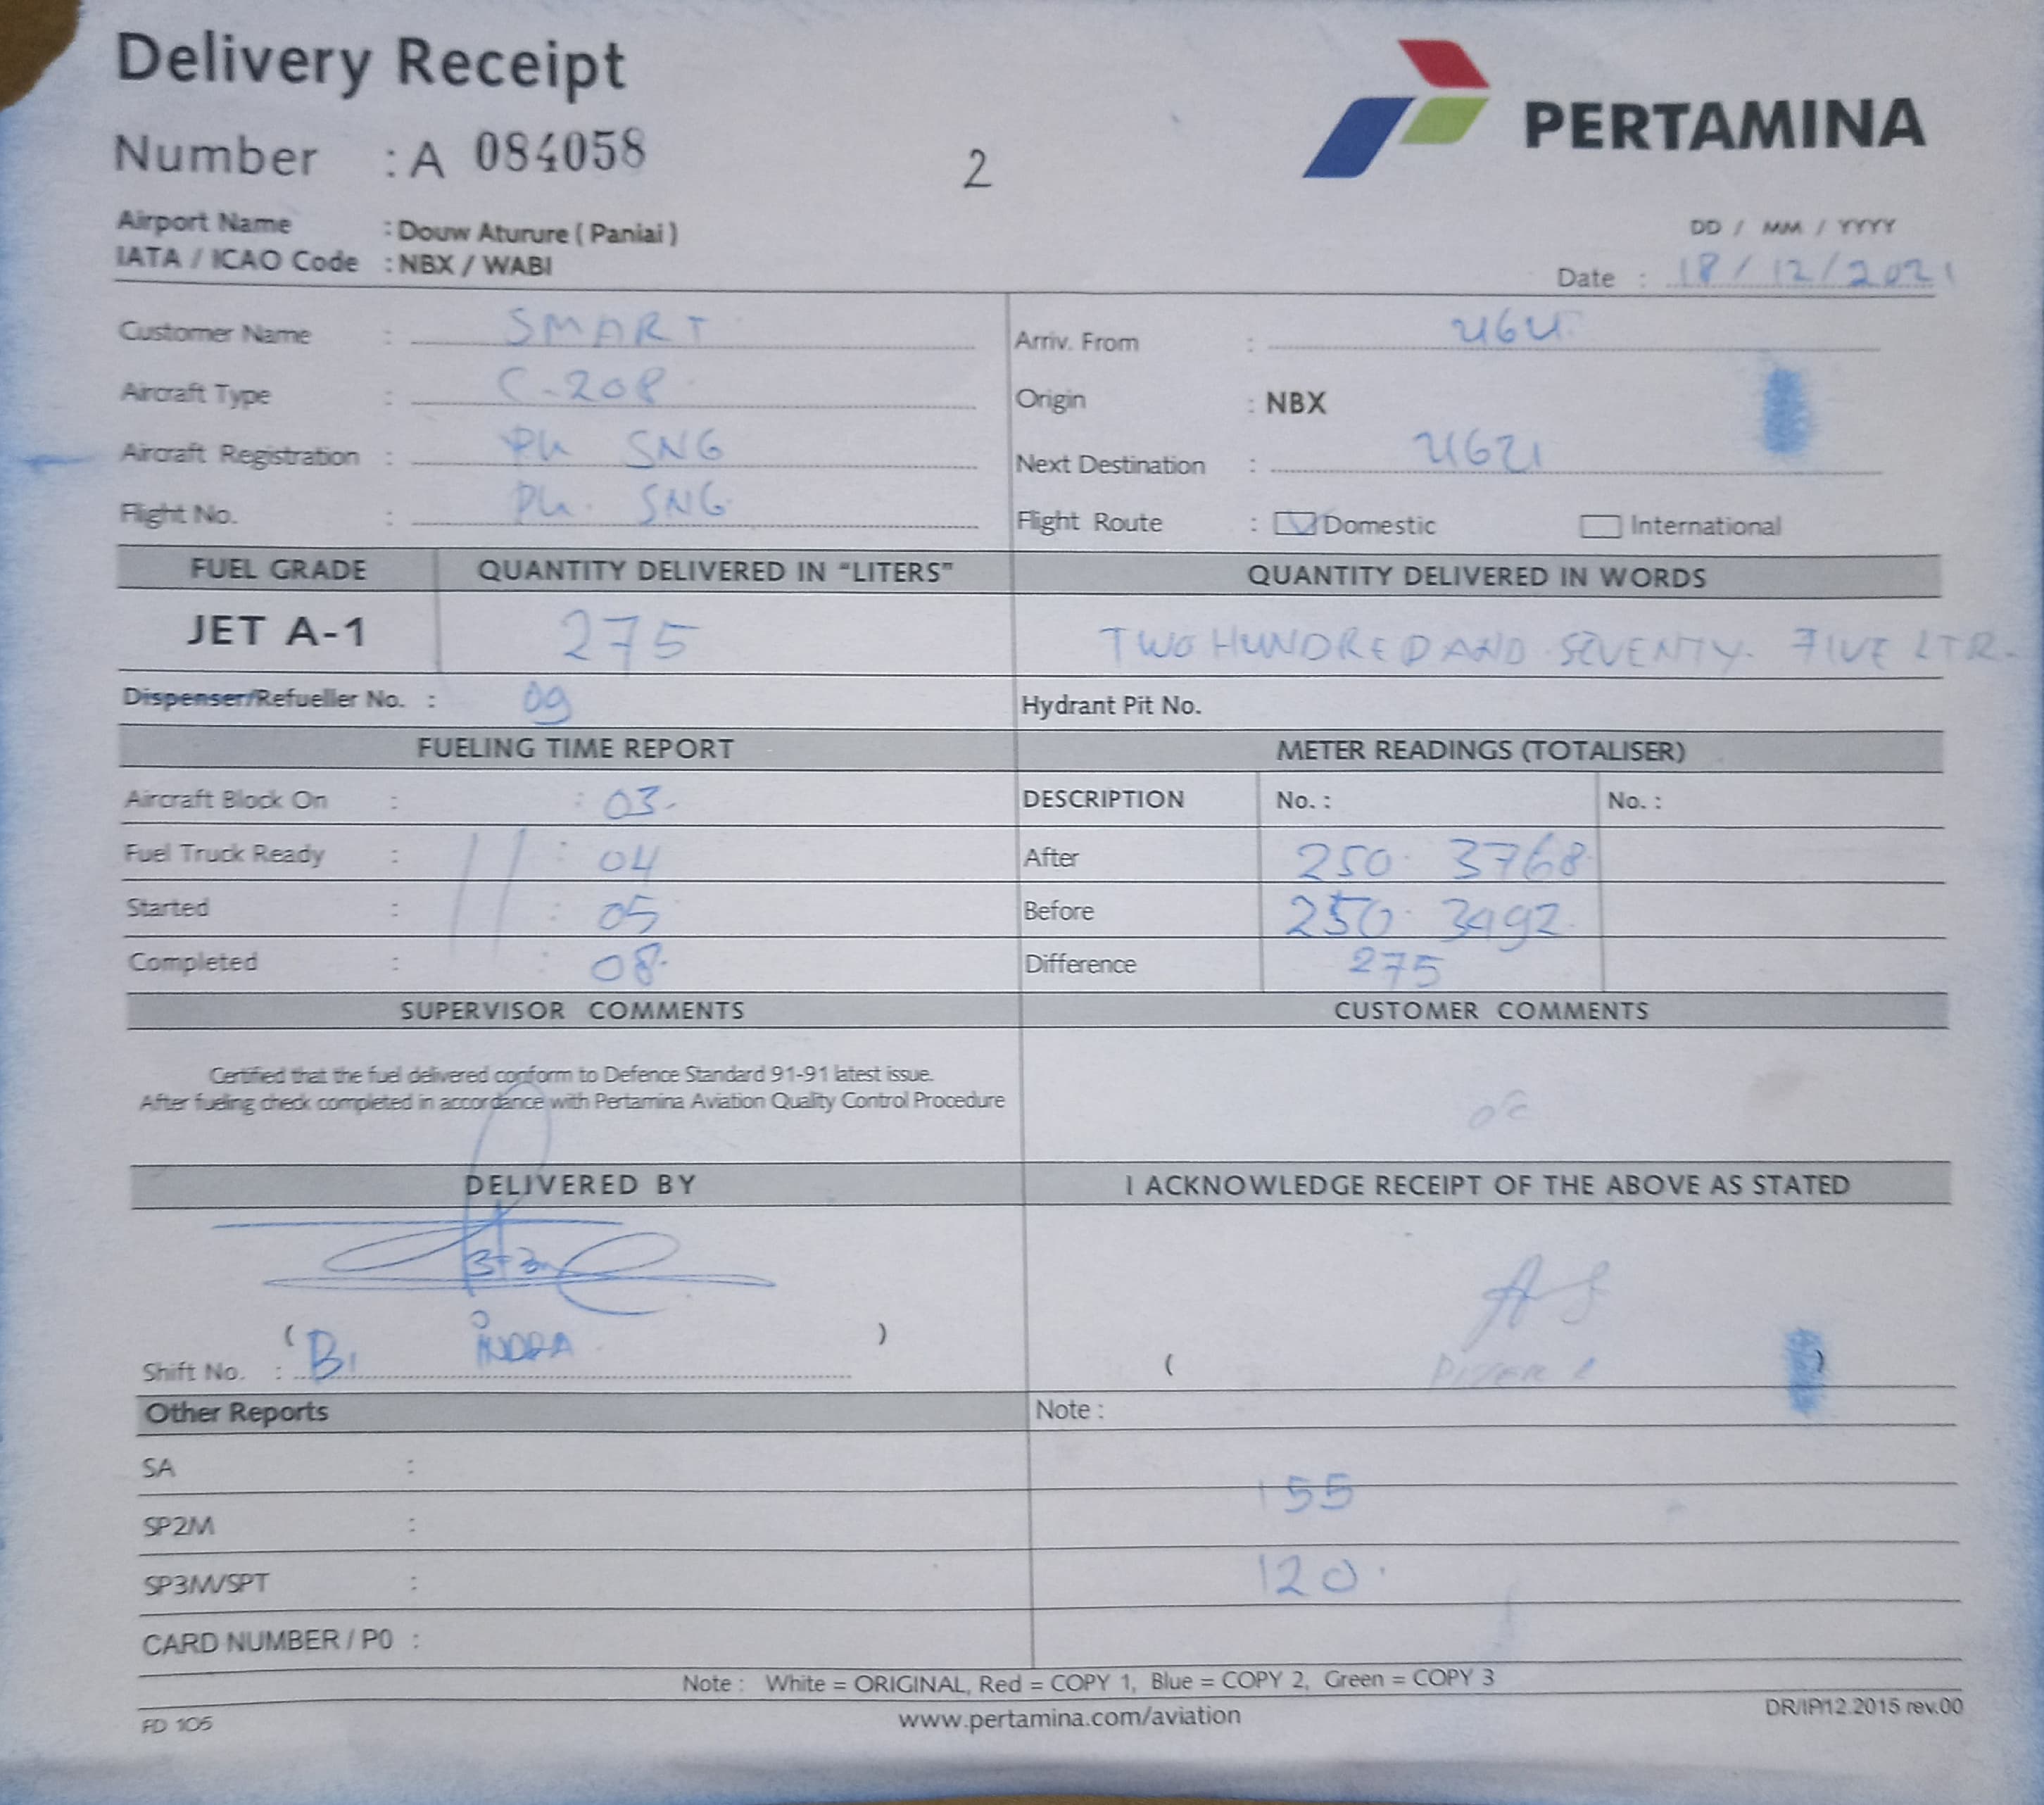 Delivery Receipt
PERTAMINA
Number : A 084058
2
Airport Name : Douw Aturure ( Paniai )
IATA / ICAO Code : NBX / WABI
DD / MM / YYYY
Date : 18/12/2021
Customer Name : SMART
Arriv. From :
Aircraft Type : C-208
Origin : NBX
Aircraft Registration : PK SNG
Next Destination :
Flight No. : PK. SNG
Flight Route : Domestic International
FUEL GRADE QUANTITY DELIVERED IN "LITERS" QUANTITY DELIVERED IN WORDS
JET A-1 275 TWO HUNDRED AND SEVENTY. FIVE LTR.
Dispenser/Refueller No. : 09 Hydrant Pit No.
FUELING TIME REPORT METER READINGS (TOTALISER)
Aircraft Block On : : 03 DESCRIPTION No. : No. :
Fuel Truck Ready : : 04 After 250 3768
Started : : 05 Before 250 3492
Completed : : 08 Difference 275
SUPERVISOR COMMENTS CUSTOMER COMMENTS
Certified that the fuel delivered conform to Defence Standard 91-91 latest issue.
After fueling check completed in accordance with Pertamina Aviation Quality Control Procedure
DELIVERED BY I ACKNOWLEDGE RECEIPT OF THE ABOVE AS STATED
( INDRA )
Shift No. : B1
( )
Other Reports Note :
SA :
155
SP2M :
SP3M/SPT : 120
CARD NUMBER / P0 :
Note : White = ORIGINAL, Red = COPY 1, Blue = COPY 2, Green = COPY 3
FD 105 www.pertamina.com/aviation DR/IP/12.2015 rev.00